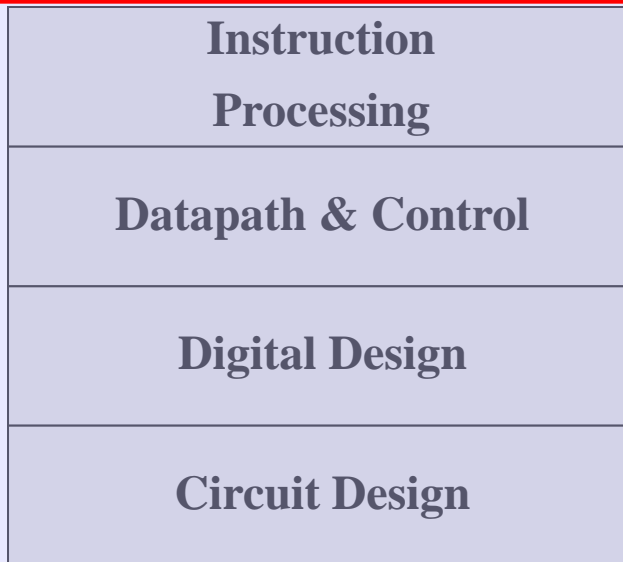 Instruction
Processing
Datapath & Control
Digital Design
Circuit Design